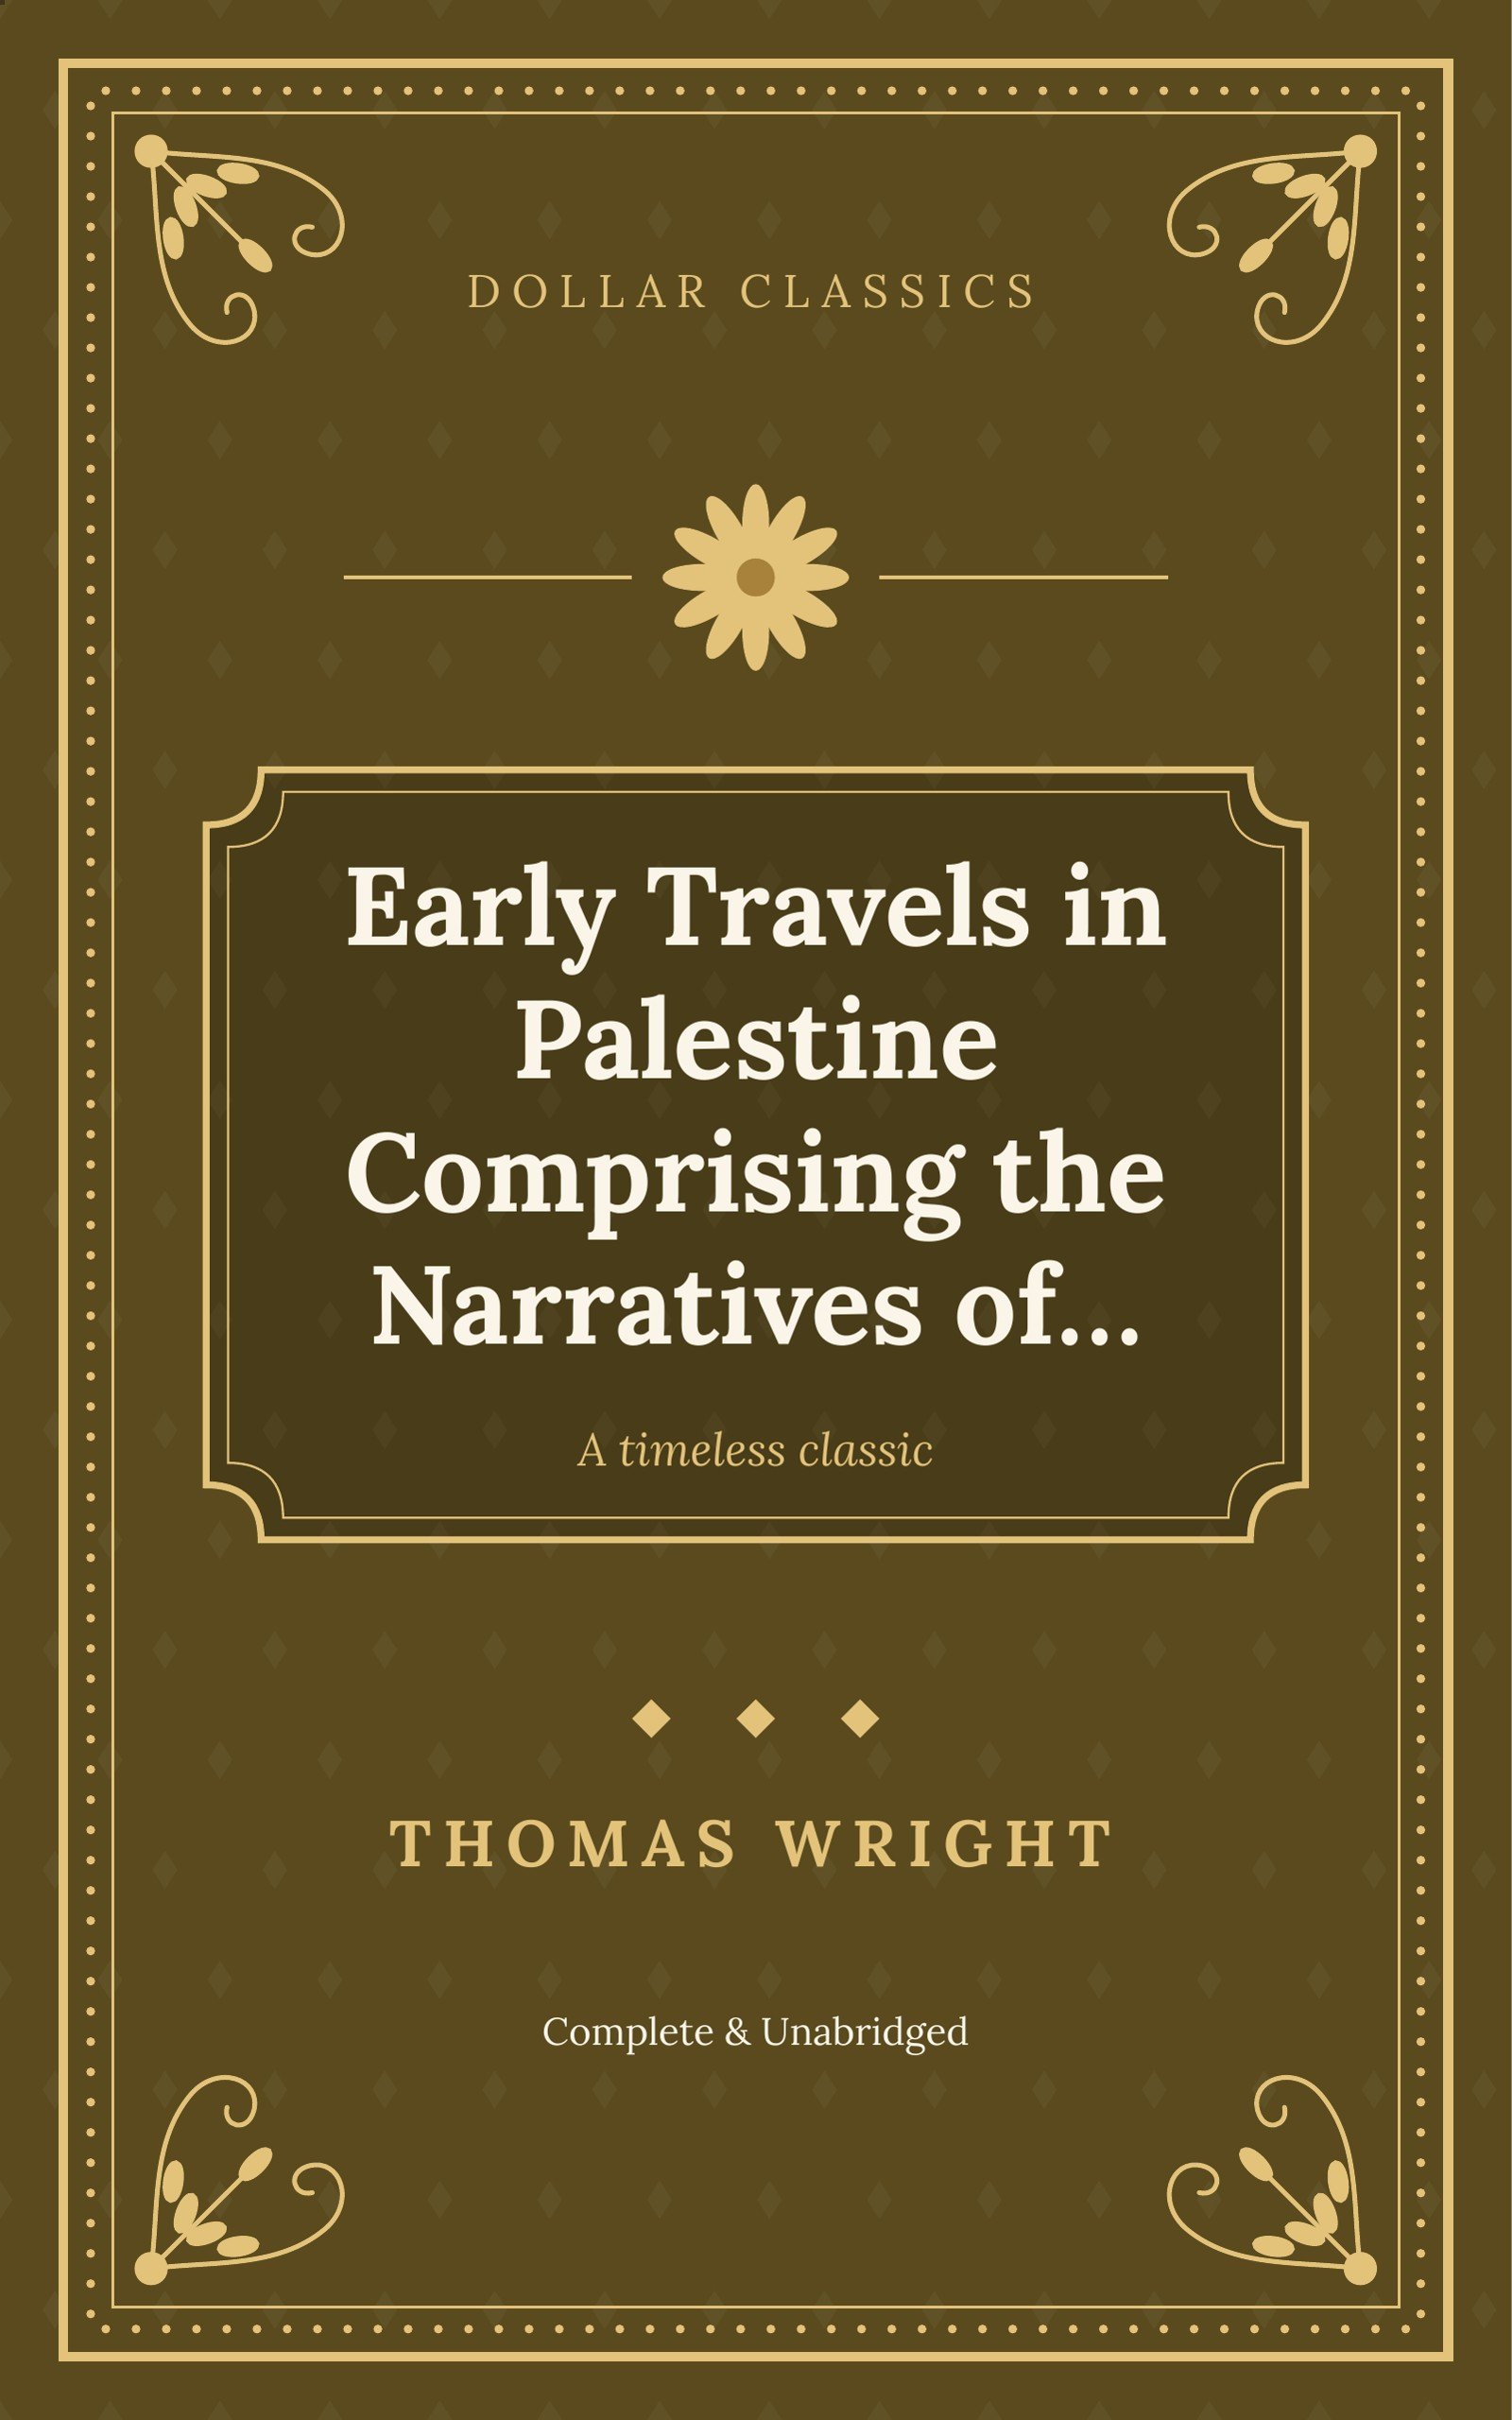 DOLLAR CLASSICS
Early Travels in
Palestine
Comprising the
Narratives of...
A timeless classic
THOMAS WRIGHT
Complete & Unabridged